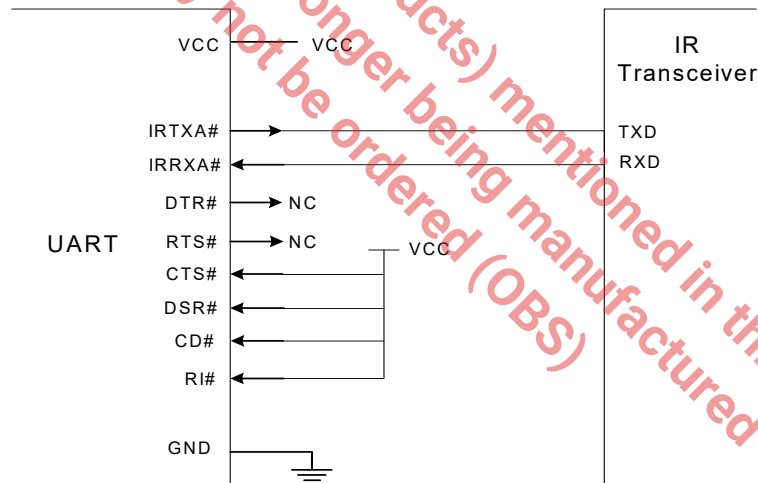 VCC
VCC
IR
Transceiver
IRTXA#
TXD
IRRXA#
RXD
DTR#
NC
UART
RTS#
NC
VCC
CTS#
DSR#
CD#
RI#
GND
ducts) mentioned in th
onger being manufactured
y not be ordered (OBS)